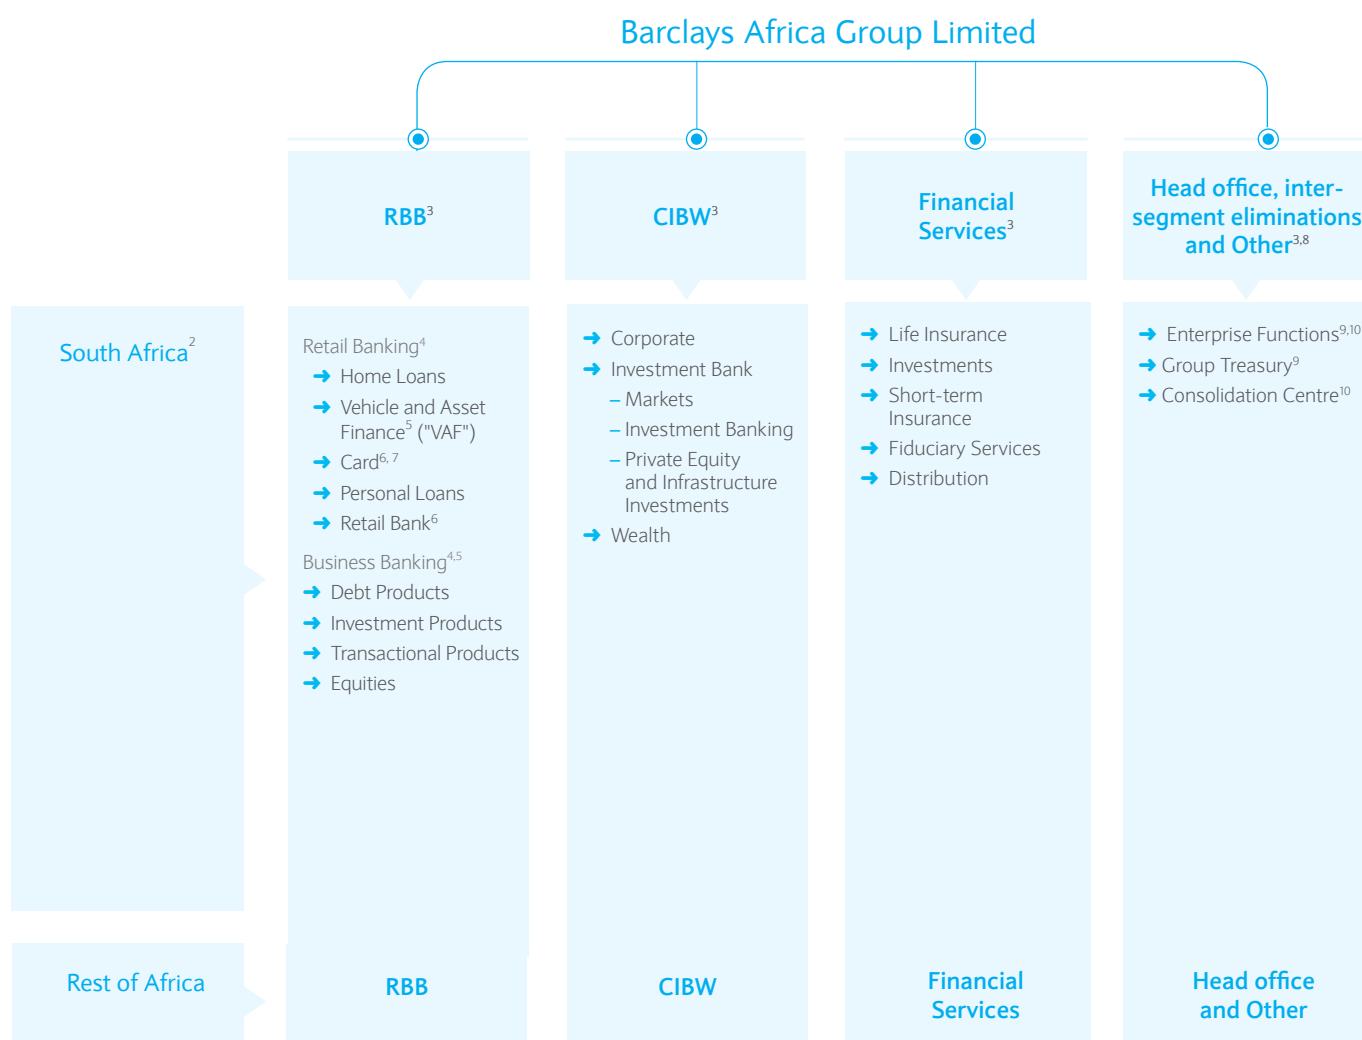 Barclays Africa Group Limited
RBB3
CIBW3
Financial
Services3
Head office, inter-
segment eliminations
and Other3,8
South Africa2
Retail Banking4
➜ Home Loans
➜ Vehicle and Asset
Finance5 ("VAF")
➜ Card6, 7
➜ Personal Loans
➜ Retail Bank6
Business Banking4,5
➜ Debt Products
➜ Investment Products
➜ Transactional Products
➜ Equities
➜ Corporate
➜ Investment Bank
– Markets
– Investment Banking
– Private Equity
and Infrastructure
Investments
➜ Wealth
➜ Life Insurance
➜ Investments
➜ Short-term
Insurance
➜ Fiduciary Services
➜ Distribution
➜ Enterprise Functions9,10
➜ Group Treasury9
➜ Consolidation Centre10
Rest of Africa
RBB
CIBW
Financial
Services
Head office
and Other